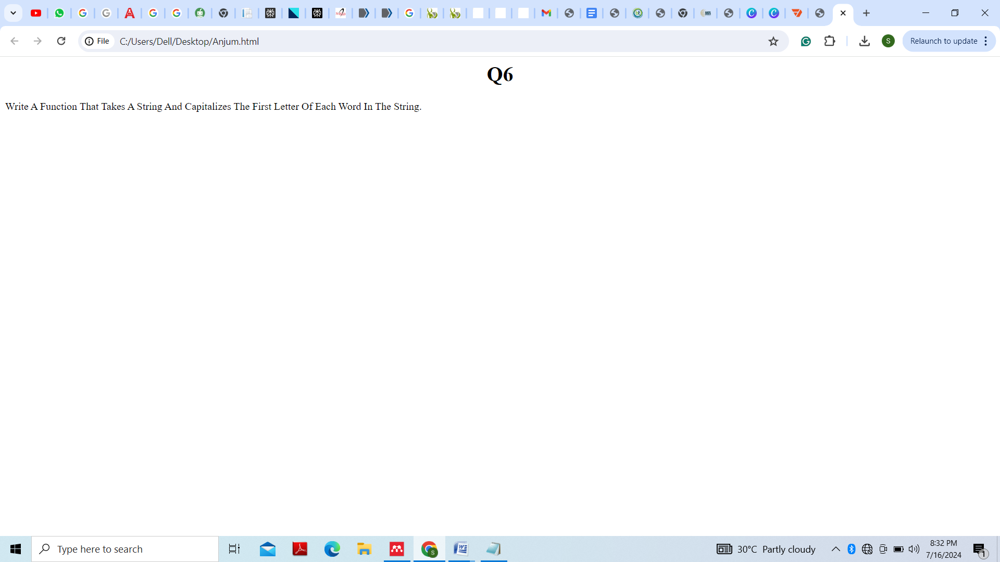 File C:/Users/Dell/Desktop/Anjum.html
S
Relaunch to update
Q6
Write A Function That Takes A String And Capitalizes The First Letter Of Each Word In The String.
Type here to search
30°C Partly cloudy
8:32 PM
7/16/2024
1